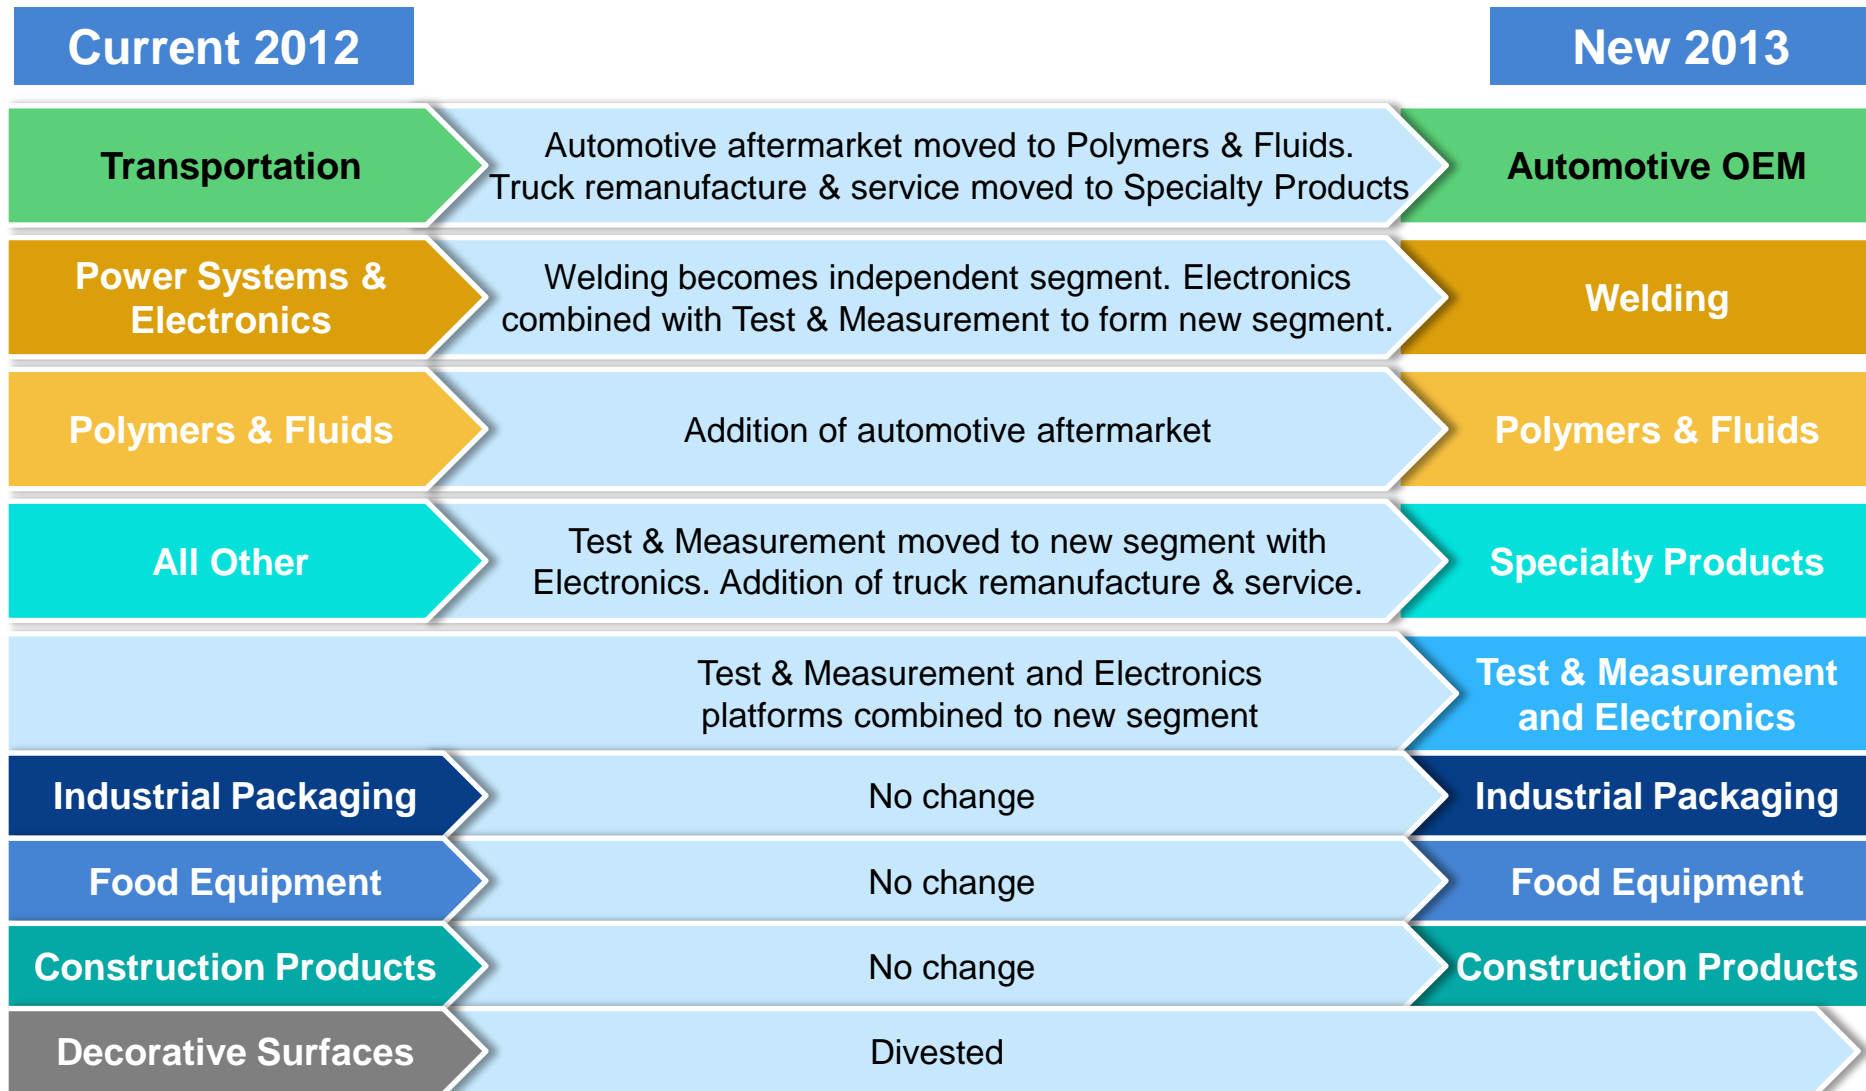 Current 2012
New 2013
Transportation
Automotive aftermarket moved to Polymers & Fluids.
Truck remanufacture & service moved to Specialty Products
Automotive OEM
Power Systems &
Electronics
Welding becomes independent segment. Electronics
combined with Test & Measurement to form new segment.
Welding
Polymers & Fluids
Addition of automotive aftermarket
Polymers & Fluids
All Other
Test & Measurement moved to new segment with
Electronics. Addition of truck remanufacture & service.
Specialty Products
Test & Measurement and Electronics
platforms combined to new segment
Test & Measurement
and Electronics
Industrial Packaging
No change
Industrial Packaging
Food Equipment
No change
Food Equipment
Construction Products
No change
Construction Products
Decorative Surfaces
Divested